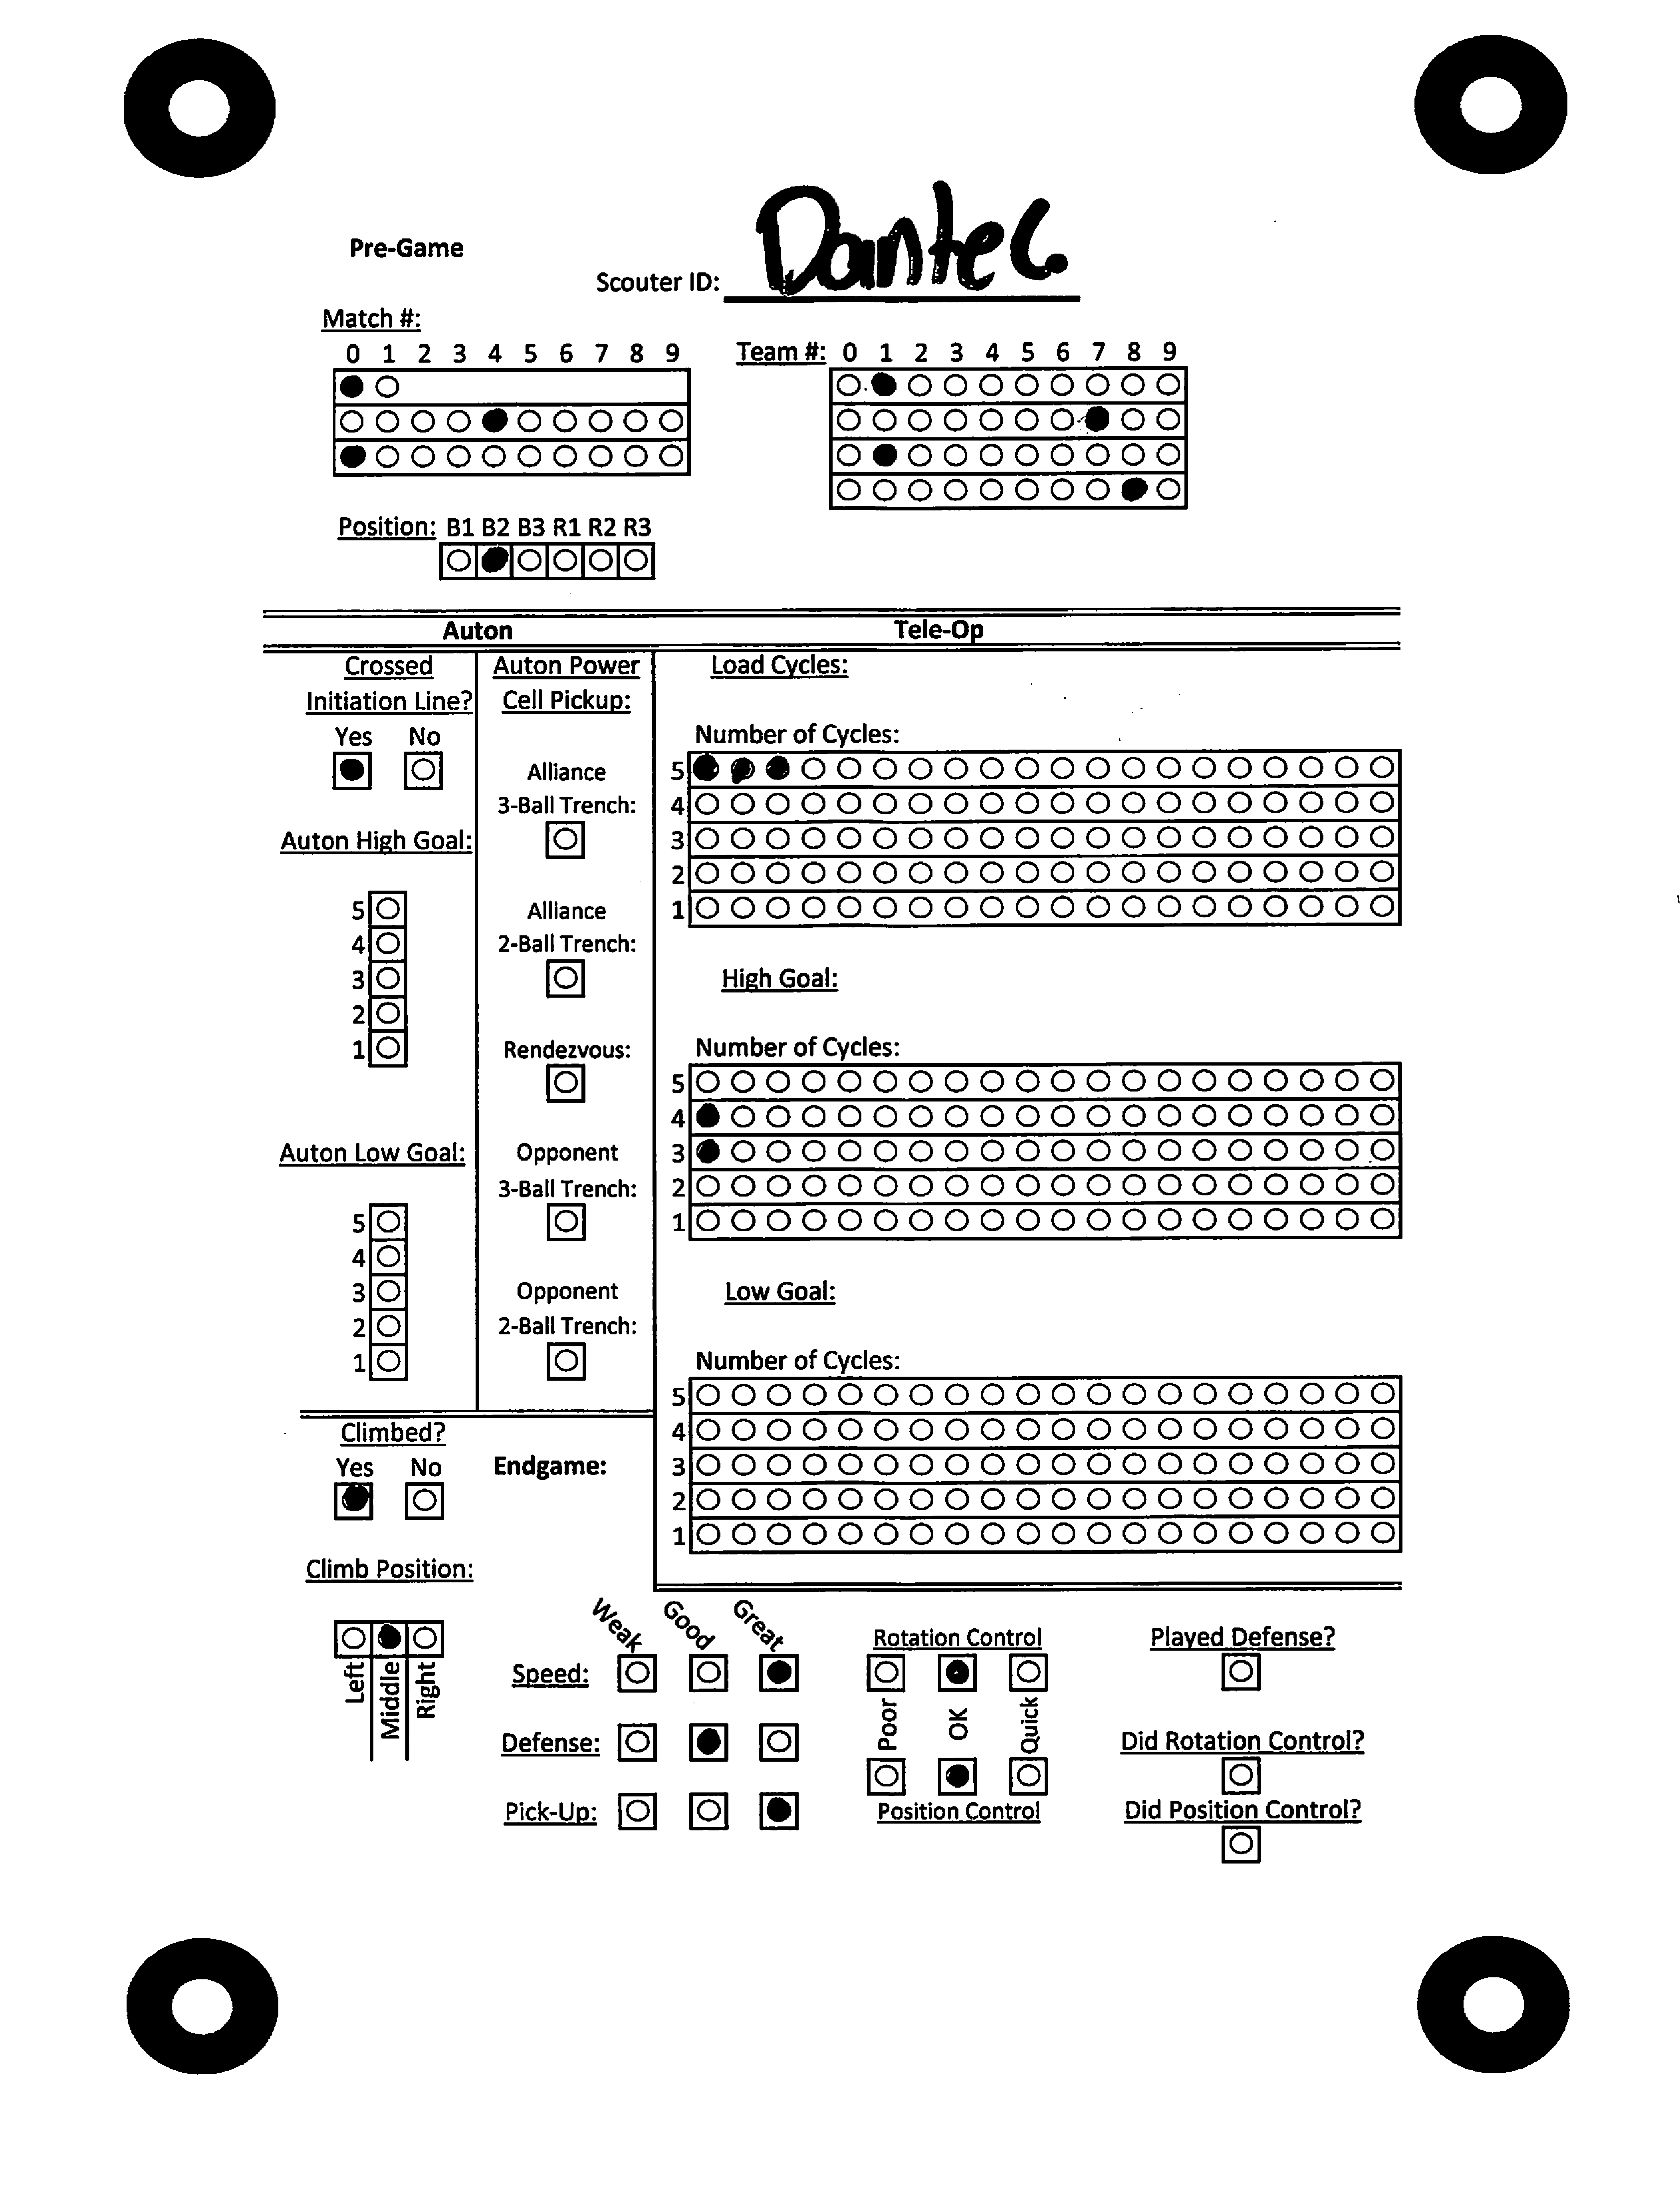 Pre-Game
Scouter ID: Dante C.
Match #:
0 1 2 3 4 5 6 7 8 9
Team #: 0 1 2 3 4 5 6 7 8 9
Position: B1 B2 B3 R1 R2 R3
Auton
Tele-Op
Crossed
Initiation Line?
Yes No
Auton High Goal:
5
4
3
2
1
Auton Low Goal:
5
4
3
2
1
Auton Power
Cell Pickup:
Alliance
3-Ball Trench:
Alliance
2-Ball Trench:
Rendezvous:
Opponent
3-Ball Trench:
Opponent
2-Ball Trench:
Load Cycles:
Number of Cycles:
5
4
3
2
1
High Goal:
Number of Cycles:
5
4
3
2
1
Low Goal:
Number of Cycles:
5
4
3
2
1
Climbed?
Yes No
Endgame:
Climb Position:
Left
Middle
Right
Weak Good Great
Speed:
Defense:
Pick-Up:
Rotation Control
Poor OK Quick
Position Control
Played Defense?
Did Rotation Control?
Did Position Control?